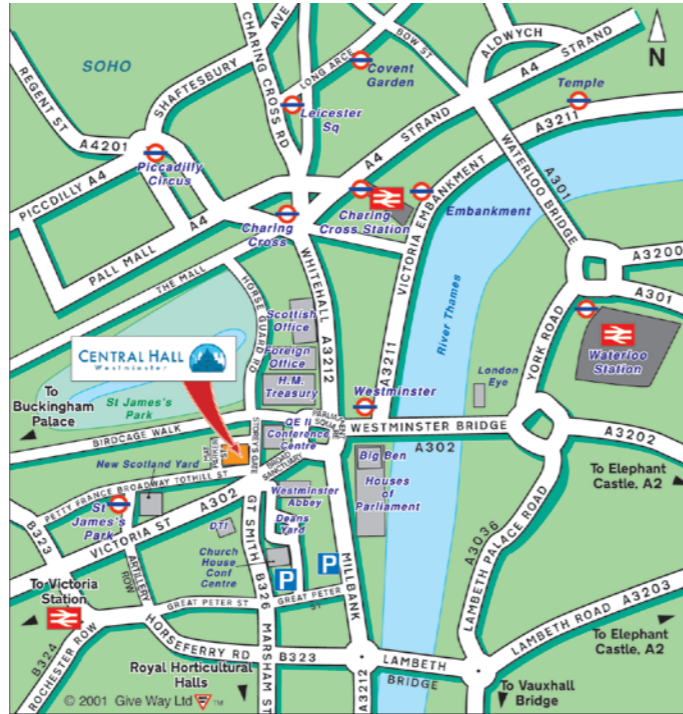 SOHO
REGENT ST
SHAFTESBURY AVE
CHARING CROSS RD
LONG ARCE
BOW ST
ALDWYCH
A4 STRAND
N
Covent
Garden
Leicester
Sq
Temple
A3211
A4201
Piccadilly
Circus
A4 STRAND
WATERLOO BRIDGE
A301
PICCDILLY A4
A4
PALL MALL
Charing
Cross
Charing
Cross Station
VICTORIA EMBANKMENT
Embankment
A3200
A301
THE MALL
HORSE GUARD RD
WHITEHALL
A3212
A3211
River Thames
YORK ROAD
Waterloo
Station
Scottish
Office
Foreign
Office
H.M.
Treasury
London
Eye
CENTRAL HALL
Westminster
To
Buckingham
Palace
St James's
Park
Westminster
PARLIAMENT
SQUARE
WESTMINSTER BRIDGE
A302
A3202
BIRDCAGE WALK
STOREY'S GATE
QE II
Conference
Centre
BROAD
SANCTUARY
Big Ben
Houses
of
Parliament
New Scotland Yard
PETTY FRANCE BROADWAY TOTHILL ST
To Elephant
Castle, A2
St
James's
Park
VICTORIA ST
A302
Westminster
Abbey
Deans
Yard
DTI
GT SMITH
B326
MARSHAM ST
Church
House
Conf
Centre
P
P
MILLBANK
A3036
LAMBETH PALACE ROAD
B323
ARTILLERY
ROW
To Victoria
Station
GREAT PETER ST
GREAT PETER
ST
LAMBETH ROAD A3203
To Elephant
Castle, A2
B324
ROCHESTER ROW
HORSEFERRY RD
B323
LAMBETH
BRIDGE
A3212
Royal Horticultural
Halls
To Vauxhall
Bridge
© 2001 Give Way Ltd TM